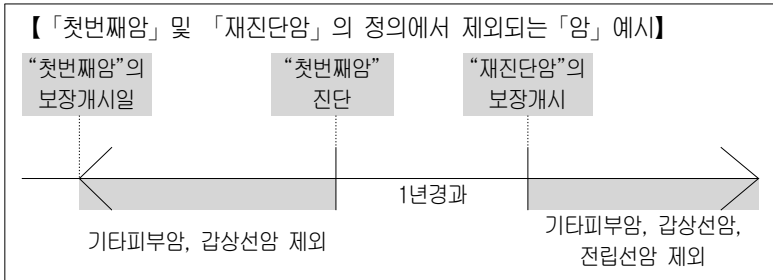 【「첫번째암」및 「재진단암」의 정의에서 제외되는「암」예시】
“첫번째암”의
보장개시일
“첫번째암”
진단
“재진단암”의
보장개시
1년경과
기타피부암, 갑상선암 제외
기타피부암, 갑상선암,
전립선암 제외